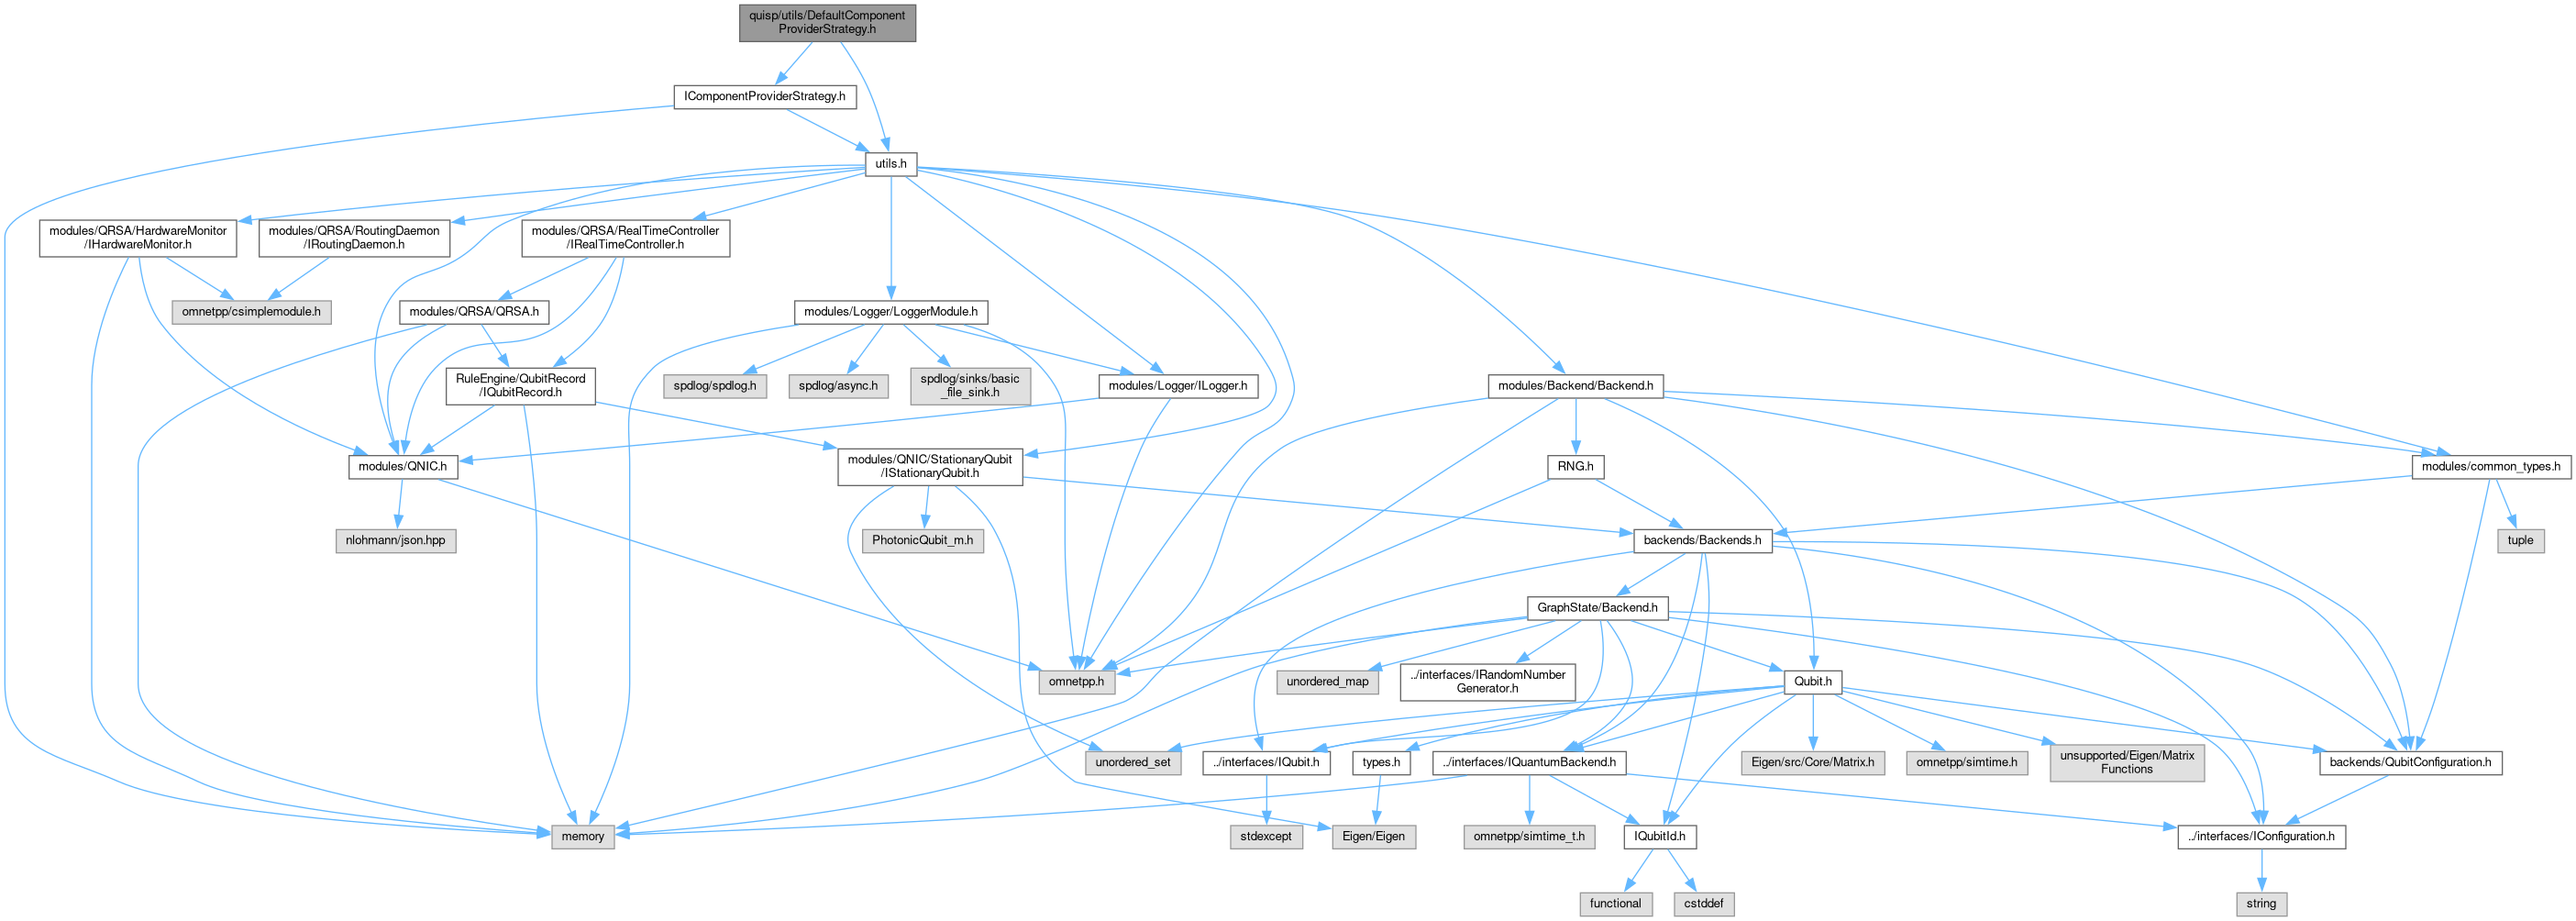 quisp/utils/DefaultComponent
ProviderStrategy.h
IComponentProviderStrategy.h
utils.h
modules/QRSA/HardwareMonitor
/IHardwareMonitor.h
modules/QRSA/RoutingDaemon
/IRoutingDaemon.h
modules/QRSA/RealTimeController
/IRealTimeController.h
omnetpp/csimplemodule.h
modules/QRSA/QRSA.h
modules/Logger/LoggerModule.h
RuleEngine/QubitRecord
/IQubitRecord.h
spdlog/spdlog.h
spdlog/async.h
spdlog/sinks/basic
_file_sink.h
modules/Logger/ILogger.h
modules/Backend/Backend.h
modules/QNIC.h
modules/QNIC/StationaryQubit
/IStationaryQubit.h
RNG.h
modules/common_types.h
nlohmann/json.hpp
PhotonicQubit_m.h
backends/Backends.h
tuple
GraphState/Backend.h
omnetpp.h
unordered_map
../interfaces/IRandomNumber
Generator.h
Qubit.h
unordered_set
../interfaces/IQubit.h
types.h
../interfaces/IQuantumBackend.h
Eigen/src/Core/Matrix.h
omnetpp/simtime.h
unsupported/Eigen/Matrix
Functions
backends/QubitConfiguration.h
memory
stdexcept
Eigen/Eigen
omnetpp/simtime_t.h
IQubitId.h
../interfaces/IConfiguration.h
functional
cstddef
string